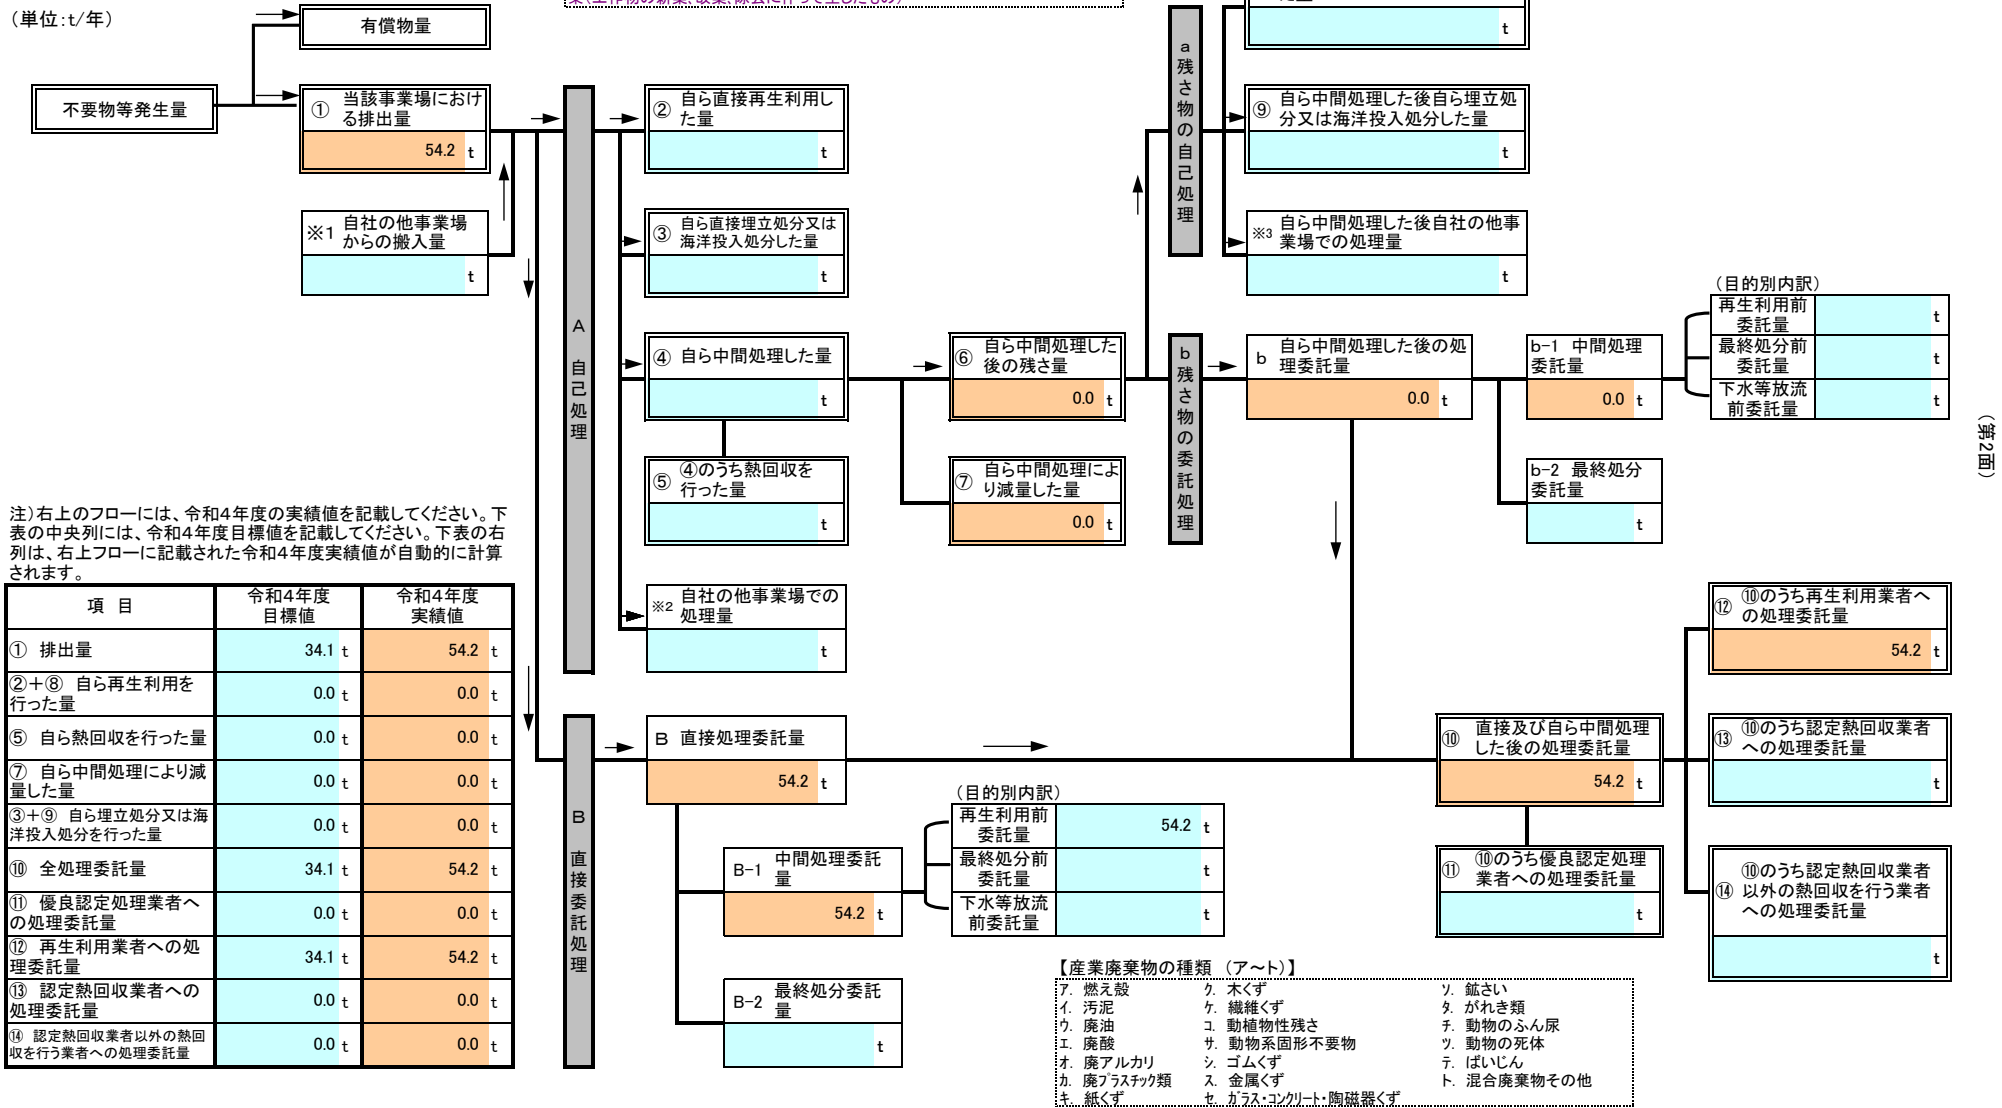 (単位:t/年)
有償物量
不要物等発生量
① 当該事業場におけ
る排出量
54.2 t
※1 自社の他事業場
からの搬入量
t
A 自己処理
② 自ら直接再生利用し
た量
t
③ 自ら直接埋立処分又は
海洋投入処分した量
t
④ 自ら中間処理した量
t
⑤ ④のうち熱回収を
行った量
t
※2 自社の他事業場での
処理量
t
⑥ 自ら中間処理した
後の残さ量
0.0 t
⑦ 自ら中間処理によ
り減量した量
0.0 t
a 残さ物の自己処理
t
⑨ 自ら中間処理した後自ら埋立処
分又は海洋投入処分した量
t
※3 自ら中間処理した後自社の他事
業場での処理量
t
b 残さ物の委託処理
b 自ら中間処理した後の処
理委託量
0.0 t
b-1 中間処理
委託量
0.0 t
b-2 最終処分
委託量
t
(目的別内訳)
再生利用前
委託量
t
最終処分前
委託量
t
下水等放流
前委託量
t
(第2面)
注)右上のフローには、令和4年度の実績値を記載してください。下
表の中央列には、令和4年度目標値を記載してください。下表の右
列は、右上フローに記載された令和4年度実績値が自動的に計算
されます。
項 目 令和4年度 令和4年度
目標値 実績値
① 排出量 34.1 t 54.2 t
②+⑧ 自ら再生利用を
行った量 0.0 t 0.0 t
⑤ 自ら熱回収を行った量 0.0 t 0.0 t
⑦ 自ら中間処理により減
量した量 0.0 t 0.0 t
③+⑨ 自ら埋立処分又は海
洋投入処分を行った量 0.0 t 0.0 t
⑩ 全処理委託量 34.1 t 54.2 t
⑪ 優良認定処理業者へ
の処理委託量 0.0 t 0.0 t
⑫ 再生利用業者への処
理委託量 34.1 t 54.2 t
⑬ 認定熱回収業者への
処理委託量 0.0 t 0.0 t
⑭ 認定熱回収業者以外の熱回
収を行う業者への処理委託量 0.0 t 0.0 t
B 直接委託処理
B 直接処理委託量
54.2 t
B-1 中間処理委託
量
54.2 t
B-2 最終処分委託
量
t
(目的別内訳)
再生利用前
委託量
54.2 t
最終処分前
委託量
t
下水等放流
前委託量
t
⑩ 直接及び自ら中間処理
した後の処理委託量
54.2 t
⑪ ⑩のうち優良認定処理
業者への処理委託量
t
⑫ ⑩のうち再生利用業者へ
の処理委託量
54.2 t
⑬ ⑩のうち認定熱回収業者
への処理委託量
t
⑭ ⑩のうち認定熱回収業者
以外の熱回収を行う業者
への処理委託量
t
【産業廃棄物の種類 (ア～ト)】
ア. 燃え殻 ク. 木くず ソ. 鉱さい
イ. 汚泥 ケ. 繊維くず タ. がれき類
ウ. 廃油 コ. 動植物性残さ チ. 動物のふん尿
エ. 廃酸 サ. 動物系固形不要物 ツ. 動物の死体
オ. 廃アルカリ シ. ゴムくず テ. ばいじん
カ. 廃プラスチック類 ス. 金属くず ト. 混合廃棄物その他
キ. 紙くず セ. ガラス・コンクリート・陶磁器くず